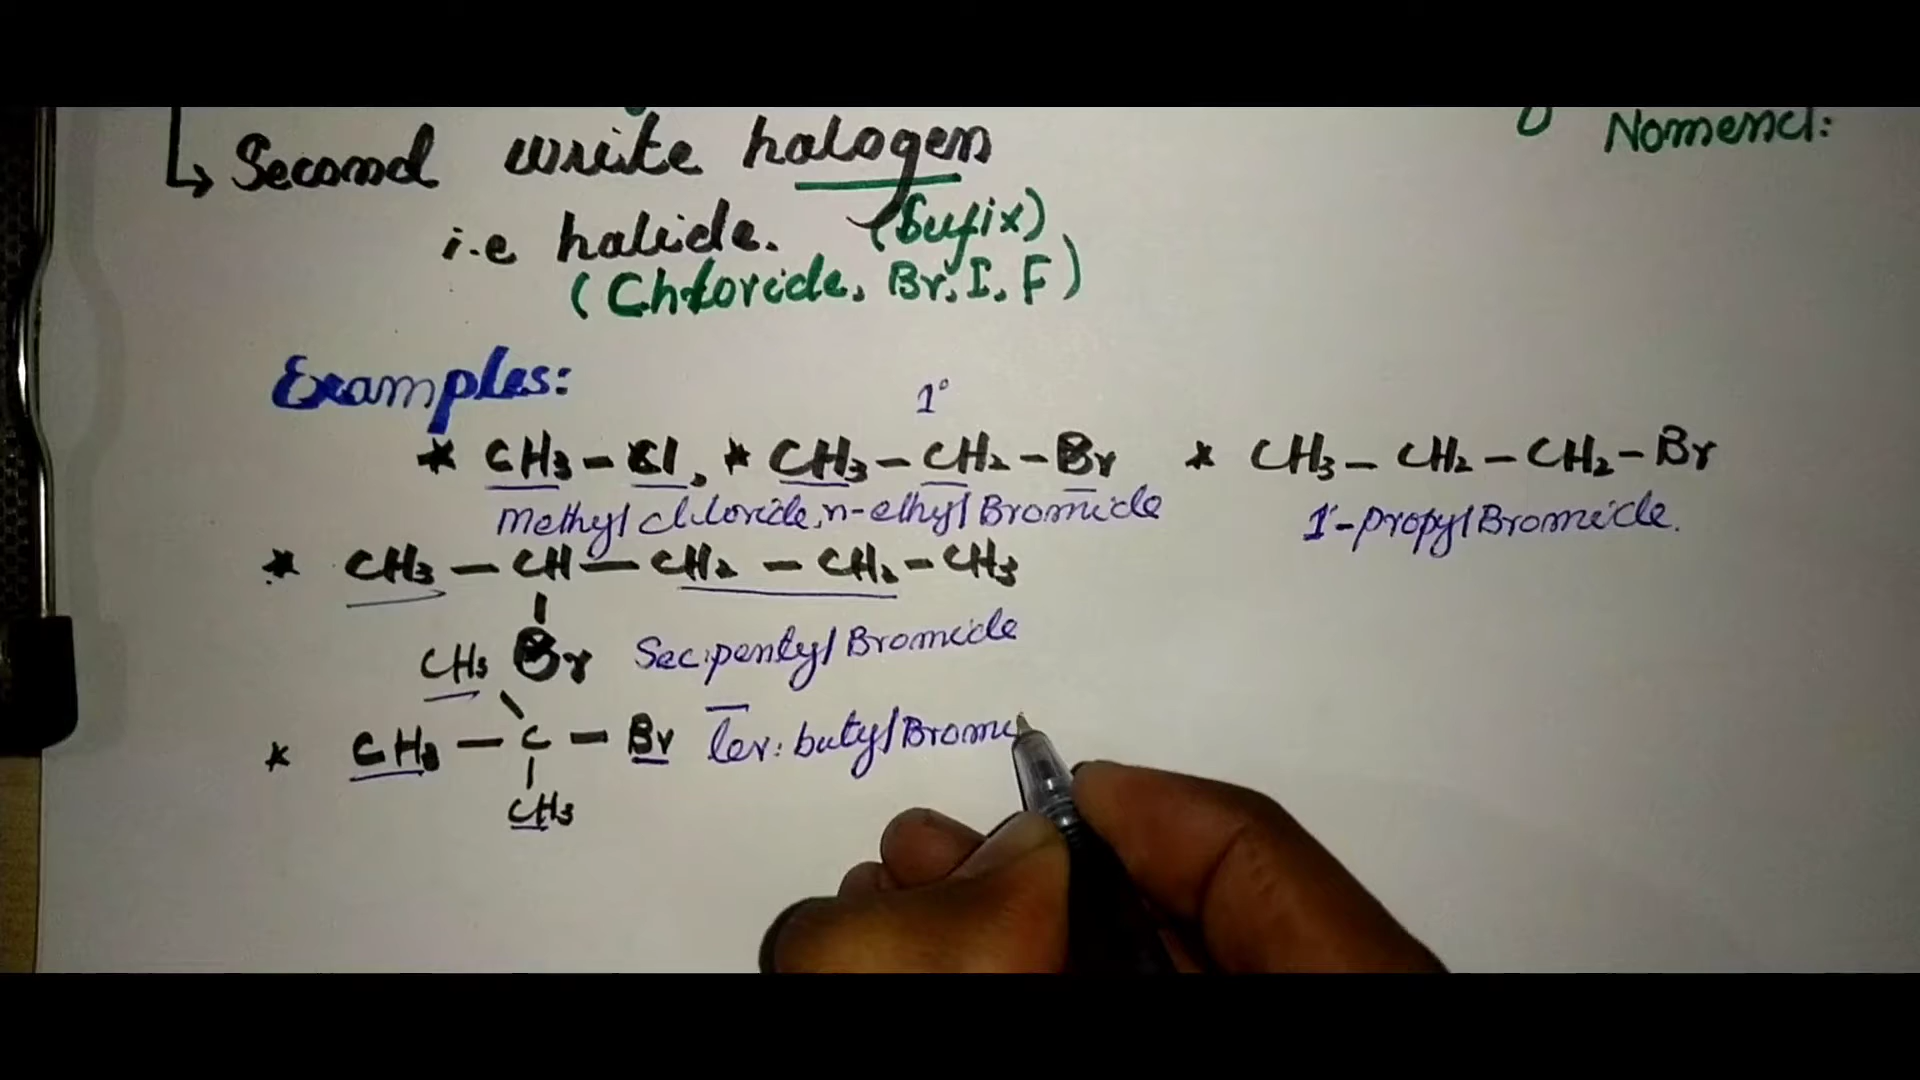 Nomencl:
↳ Second write halogen
i.e halide. (Sufix)
(Chloride, Br, I, F)
Examples:
1°
* CH3 – Cl, * CH3 – CH2 – Br * CH3 – CH2 – CH2 – Br
Methyl chloride, n-ethyl Bromide 1°-propyl Bromide.
* CH3 – CH – CH2 – CH2 – CH3
CH3 Br Sec: pentyl Bromide
* CH3 – C – Br ter: butyl Bromi
CH3